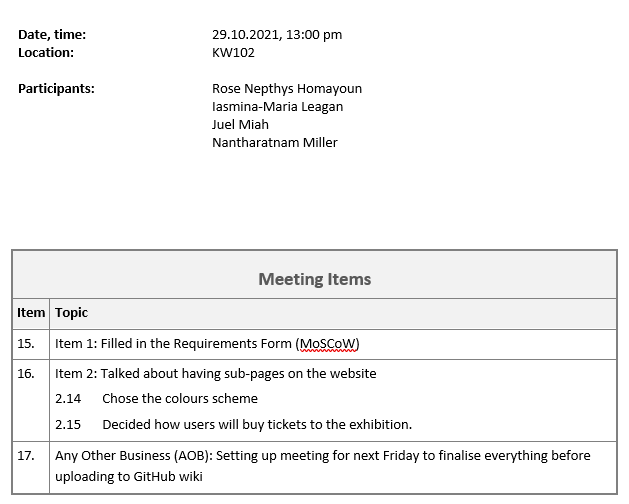 Date, time: 29.10.2021, 13:00 pm
Location: KW102
Participants: Rose Nepthys Homayoun
Iasmina-Maria Leagan
Juel Miah
Nantharatnam Miller
Meeting Items
Item Topic
15. Item 1: Filled in the Requirements Form (MoSCoW)
16. Item 2: Talked about having sub-pages on the website
2.14 Chose the colours scheme
2.15 Decided how users will buy tickets to the exhibition.
17. Any Other Business (AOB): Setting up meeting for next Friday to finalise everything before
uploading to GitHub wiki